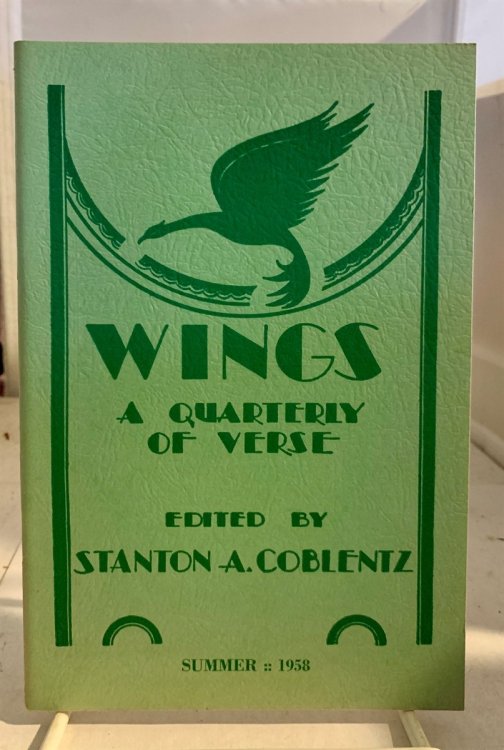 WINGS
A QUARTERLY
OF VERSE
EDITED BY
STANTON A. COBLENTZ
SUMMER :: 1958